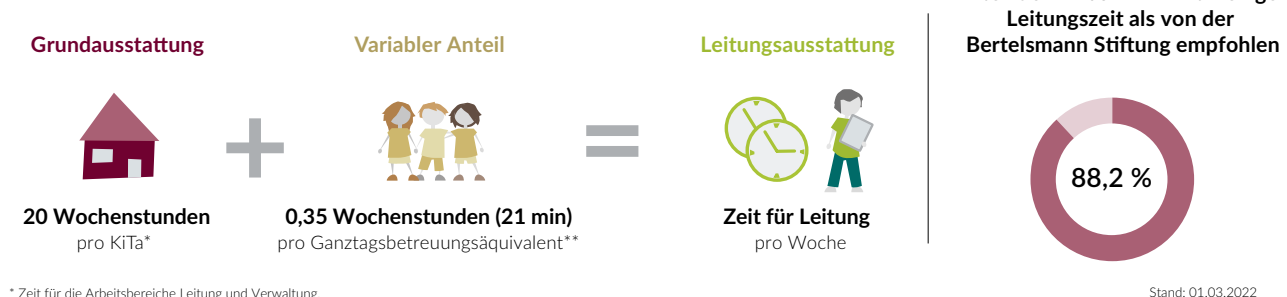 Leitungszeit als von der
Bertelsmann Stiftung empfohlen
Grundausstattung
Variabler Anteil
Leitungsausstattung
88,2 %
20 Wochenstunden
pro KiTa*
0,35 Wochenstunden (21 min)
pro Ganztagsbetreuungsäquivalent**
Zeit für Leitung
pro Woche
* Zeit für die Arbeitsbereiche Leitung und Verwaltung
Stand: 01.03.2022